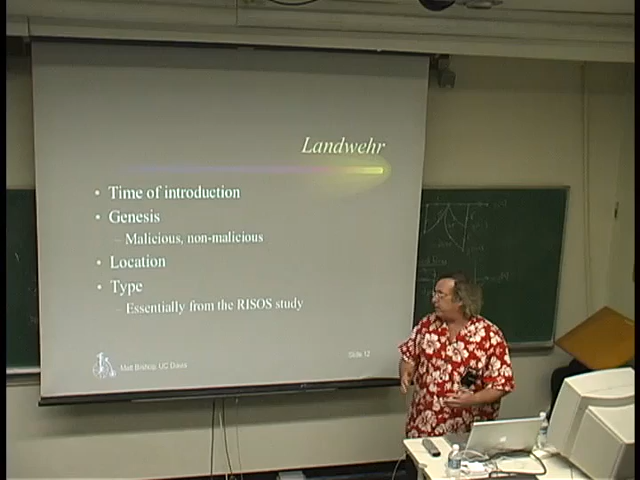 Landwehr
• Time of introduction
• Genesis
– Malicious, non-malicious
• Location
• Type
– Essentially from the RISOS study
Matt Bishop, UC Davis
Slide 12